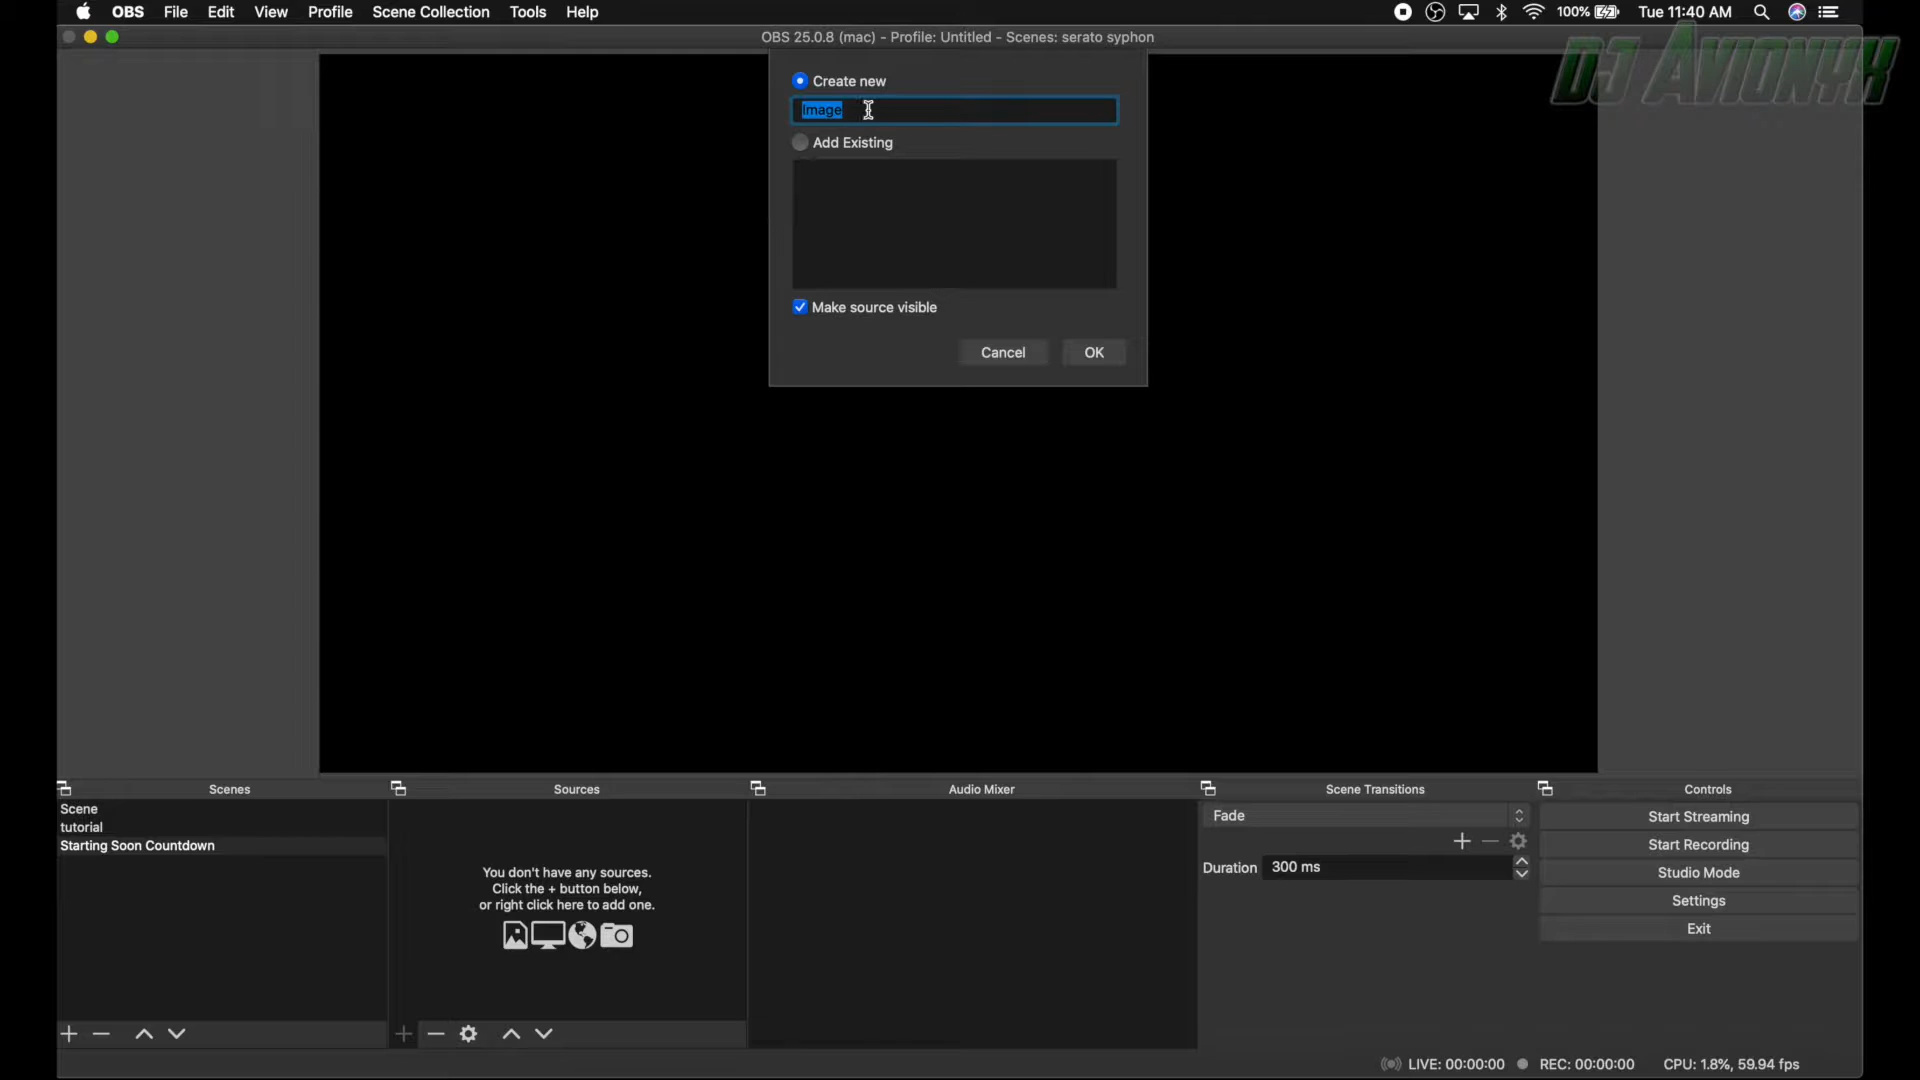 OBS File Edit View Profile Scene Collection Tools Help 100% Tue 11:40 AM
OBS 25.0.8 (mac) - Profile: Untitled - Scenes: serato syphon
DJ AVIONYX
Create new
Image
Add Existing
Make source visible
Cancel OK
Scenes Sources Audio Mixer Scene Transitions Controls
Scene
tutorial
Starting Soon Countdown
You don't have any sources.
Click the + button below,
or right click here to add one.
Fade
Duration 300 ms
Start Streaming
Start Recording
Studio Mode
Settings
Exit
LIVE: 00:00:00 REC: 00:00:00 CPU: 1.8%, 59.94 fps